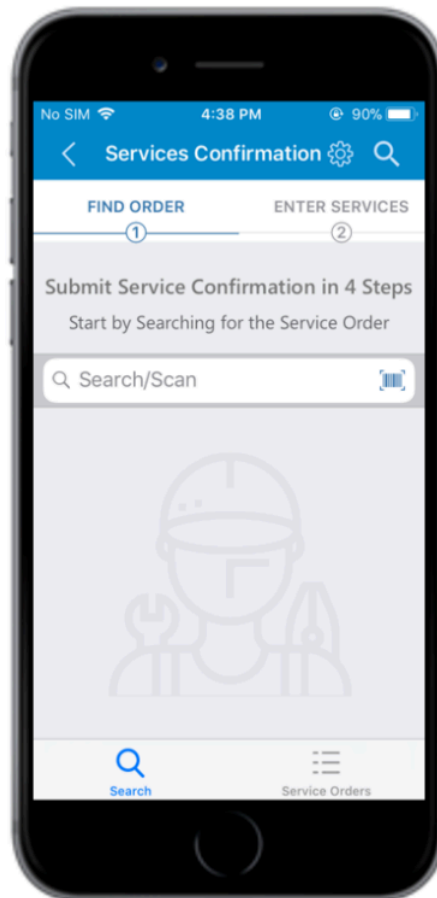 No SIM 4:38 PM 90%
Services Confirmation
FIND ORDER ENTER SERVICES
1 2
Submit Service Confirmation in 4 Steps
Start by Searching for the Service Order
Search/Scan
Search Service Orders